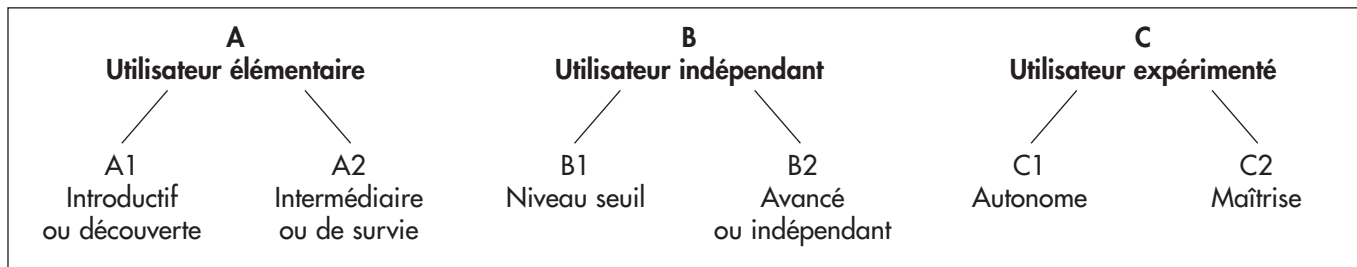 A
Utilisateur élémentaire
A1
Introductif
ou découverte
A2
Intermédiaire
ou de survie
B
Utilisateur indépendant
B1
Niveau seuil
B2
Avancé
ou indépendant
C
Utilisateur expérimenté
C1
Autonome
C2
Maîtrise